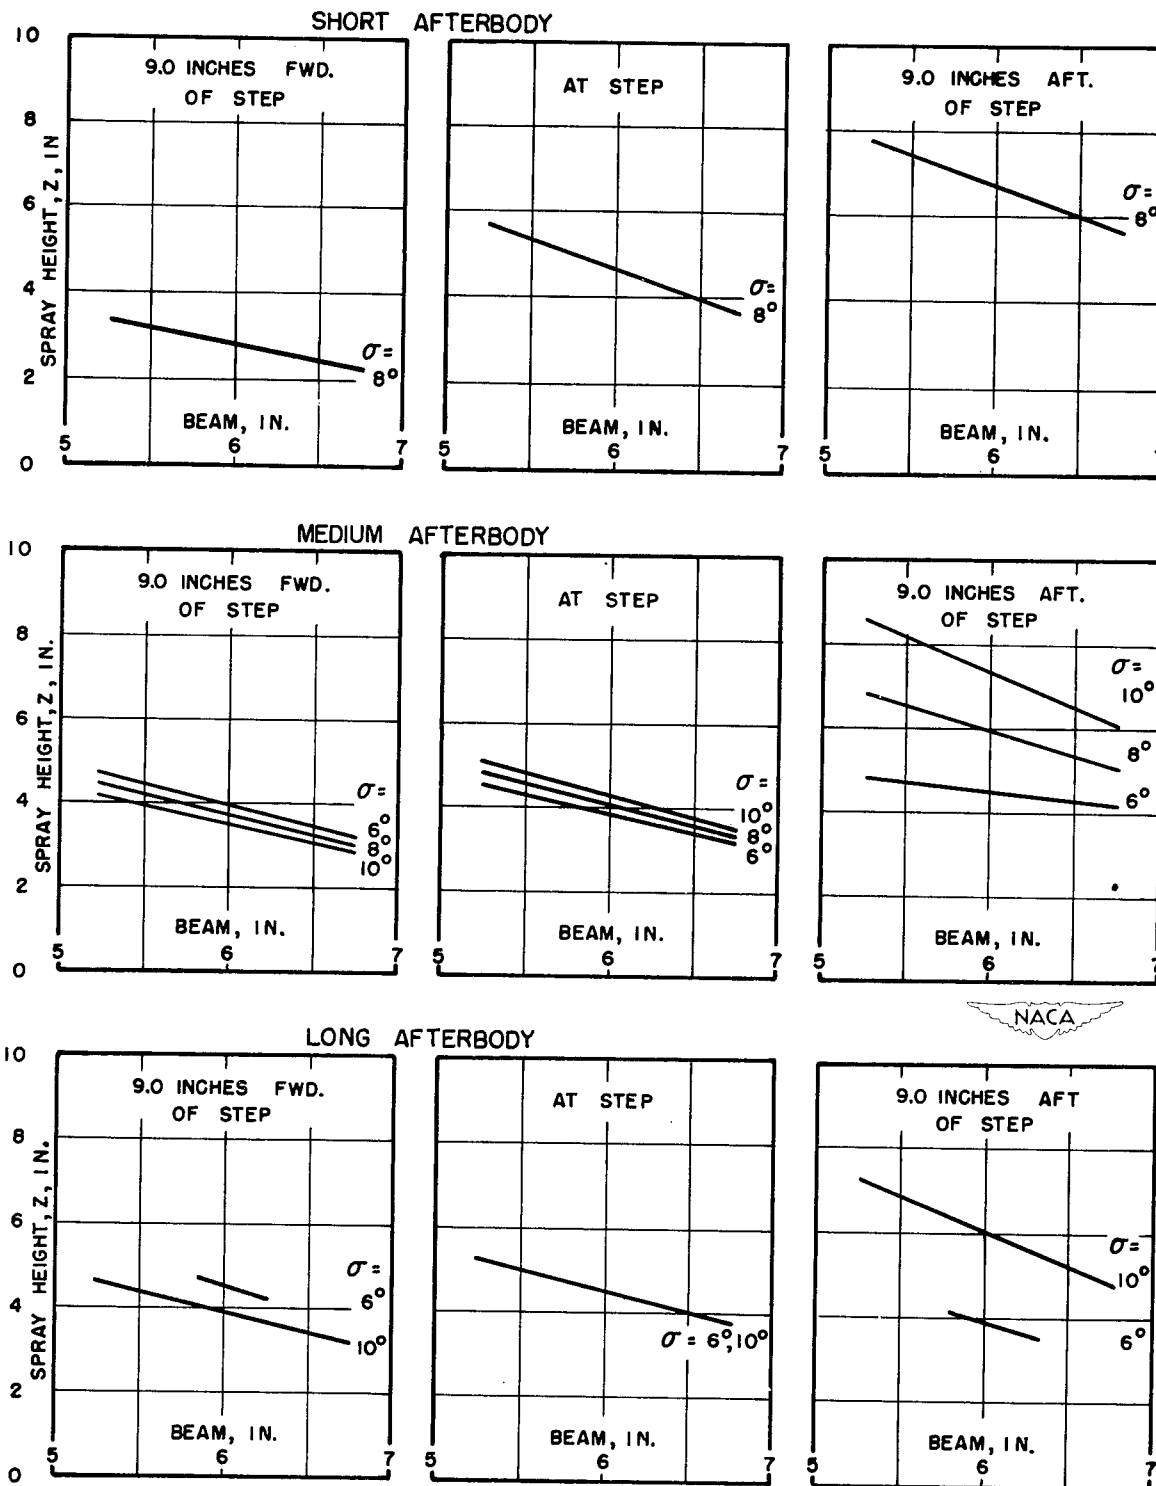 SHORT AFTERBODY
10
8
6
4
2
0
SPRAY HEIGHT, Z, IN
9.0 INCHES FWD.
OF STEP
σ=
8°
BEAM, IN.
5 6 7
AT STEP
σ=
8°
BEAM, IN.
5 6 7
9.0 INCHES AFT.
OF STEP
σ=
8°
BEAM, IN.
5 6
MEDIUM AFTERBODY
10
8
6
4
2
0
SPRAY HEIGHT, Z, IN.
9.0 INCHES FWD.
OF STEP
σ=
6°
8°
10°
BEAM, IN.
5 6 7
AT STEP
σ=
10°
8°
6°
BEAM, IN.
5 6 7
9.0 INCHES AFT.
OF STEP
σ=
10°
8°
6°
BEAM, IN.
5 6 7
NACA
LONG AFTERBODY
10
8
6
4
2
0
SPRAY HEIGHT, Z, IN.
9.0 INCHES FWD.
OF STEP
σ=
6°
10°
BEAM, IN.
5 6 7
AT STEP
σ = 6°,10°
BEAM, IN.
5 6 7
9.0 INCHES AFT
OF STEP
σ=
10°
6°
BEAM, IN.
5 6 7